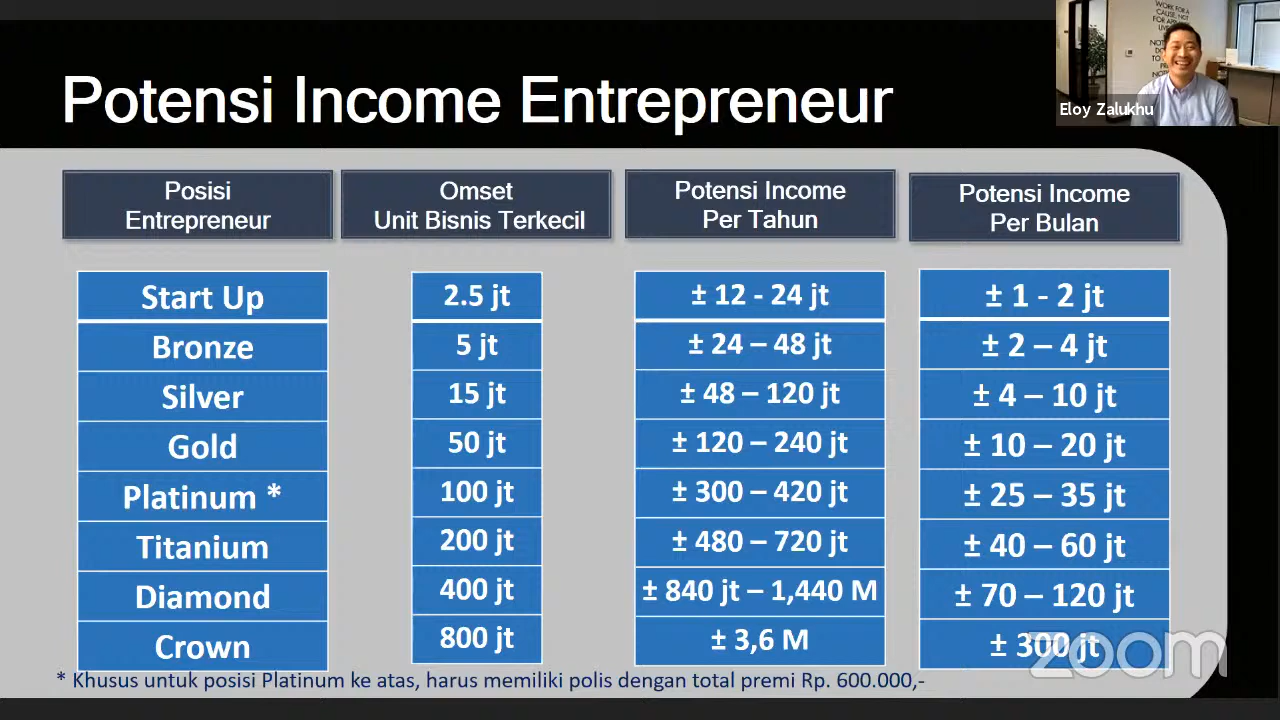 WORK FOR A
CAUSE, NOT
Eloy Zalukhu
Potensi Income Entrepreneur
Posisi
Entrepreneur
Omset
Unit Bisnis Terkecil
Potensi Income
Per Tahun
Potensi Income
Per Bulan
Start Up 2.5 jt ± 12 - 24 jt ± 1 - 2 jt
Bronze 5 jt ± 24 – 48 jt ± 2 – 4 jt
Silver 15 jt ± 48 – 120 jt ± 4 – 10 jt
Gold 50 jt ± 120 – 240 jt ± 10 – 20 jt
Platinum * 100 jt ± 300 – 420 jt ± 25 – 35 jt
Titanium 200 jt ± 480 – 720 jt ± 40 – 60 jt
Diamond 400 jt ± 840 jt – 1,440 M ± 70 – 120 jt
Crown 800 jt ± 3,6 M ± 300 jt
zoom
* Khusus untuk posisi Platinum ke atas, harus memiliki polis dengan total premi Rp. 600.000,-